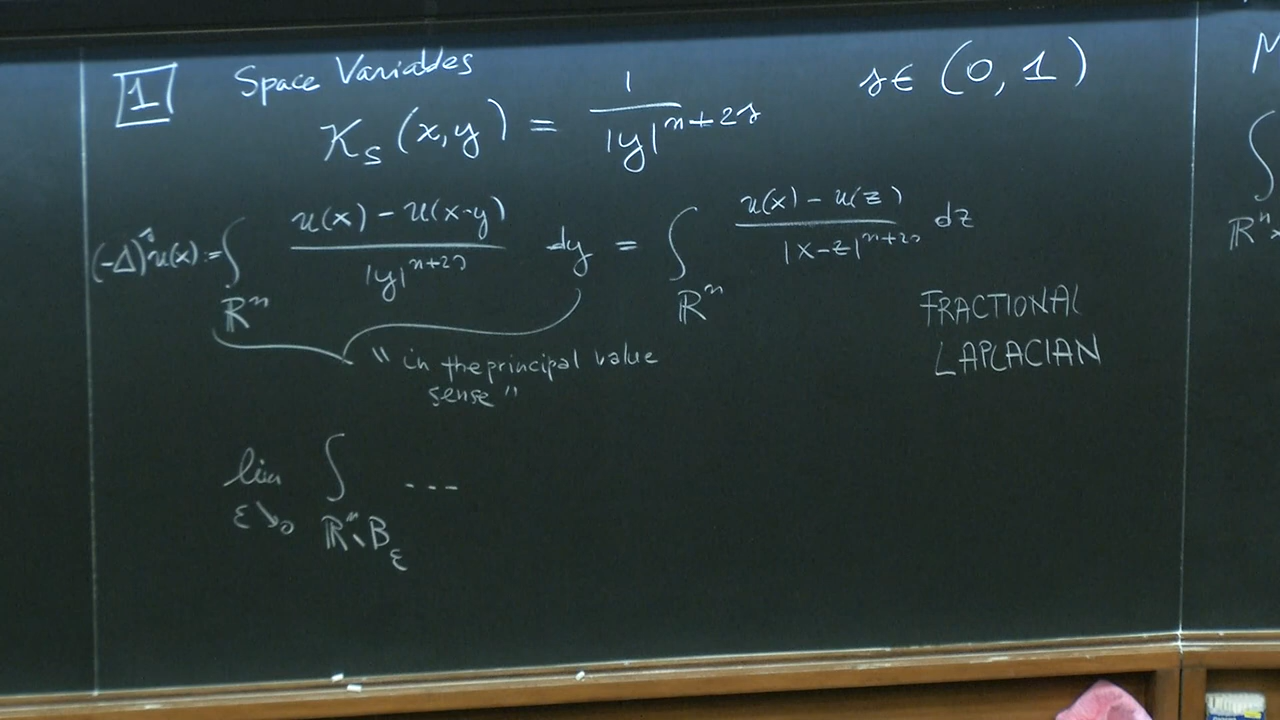 1 Space Variables
K_s (x,y) = 1 / |y|^{n+2s} s ∈ (0, 1)
(-Δ)^s u(x) := ∫_{ℝ^n} (u(x) - u(x-y)) / |y|^{n+2s} dy = ∫_{ℝ^n} (u(x) - u(z)) / |x-z|^{n+2s} dz
FRACTIONAL
LAPLACIAN
" in the principal value
sense "
lim_{ε↘0} ∫_{ℝ^n∖B_ε} ---
M
∫_{ℝ^n}